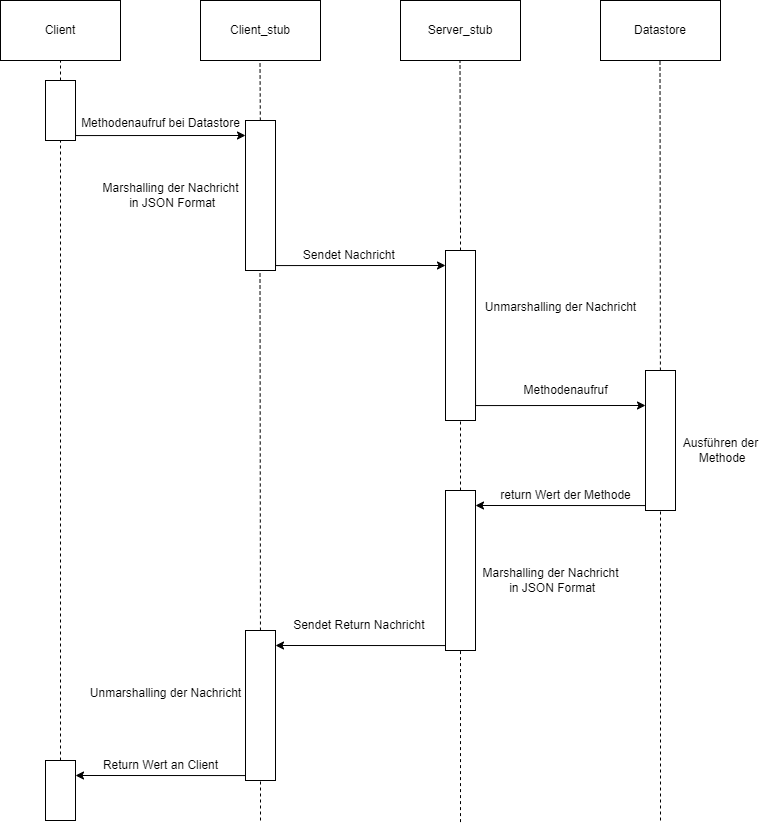 Client
Client_stub
Server_stub
Datastore
Methodenaufruf bei Datastore
Marshalling der Nachricht
in JSON Format
Sendet Nachricht
Unmarshalling der Nachricht
Methodenaufruf
Ausführen der
Methode
return Wert der Methode
Marshalling der Nachricht
in JSON Format
Sendet Return Nachricht
Unmarshalling der Nachricht
Return Wert an Client